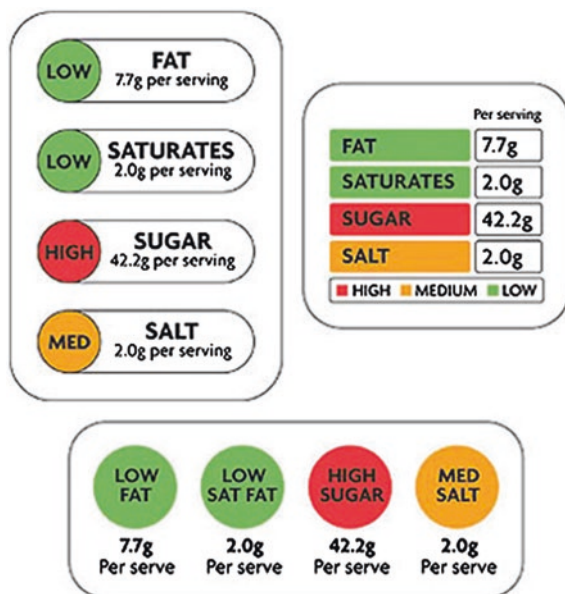 LOW
FAT
7.7g per serving
LOW
SATURATES
2.0g per serving
HIGH
SUGAR
42.2g per serving
MED
SALT
2.0g per serving
Per serving
FAT 7.7g
SATURATES 2.0g
SUGAR 42.2g
SALT 2.0g
HIGH MEDIUM LOW
LOW FAT
7.7g
Per serve
LOW SAT FAT
2.0g
Per serve
HIGH SUGAR
42.2g
Per serve
MED SALT
2.0g
Per serve